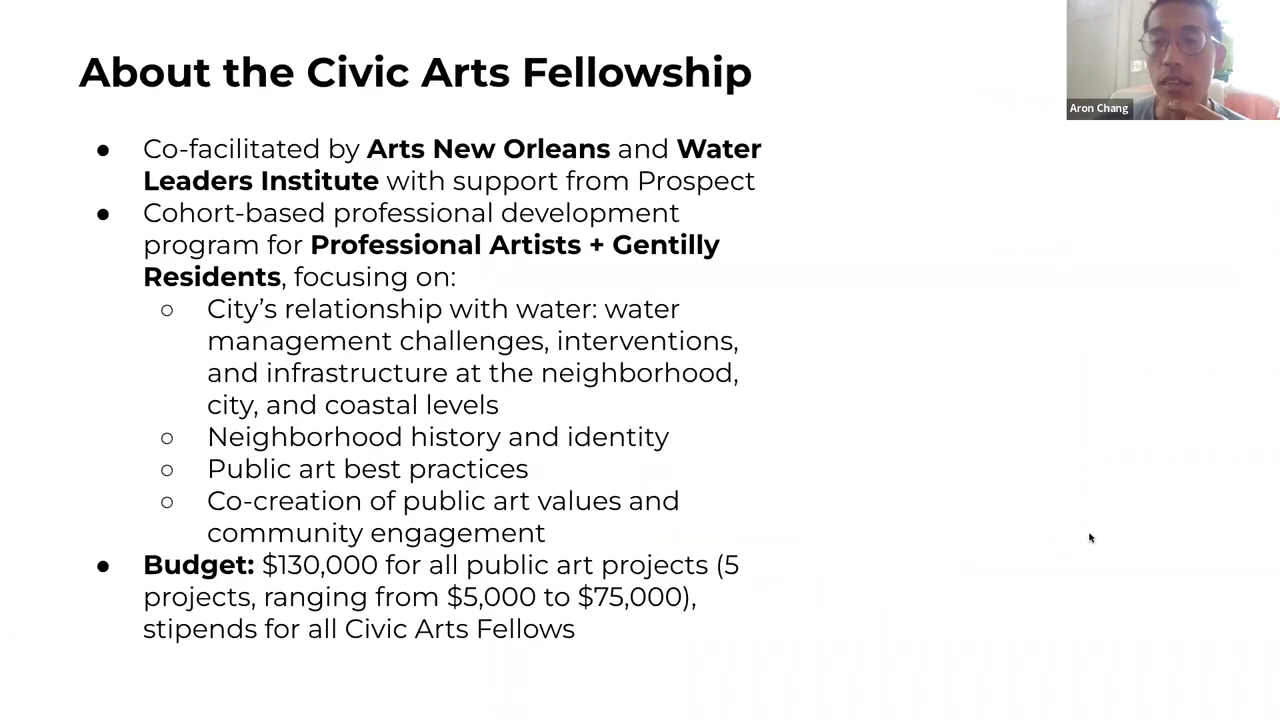 About the Civic Arts Fellowship
Aron Chang
● Co-facilitated by Arts New Orleans and Water
Leaders Institute with support from Prospect
● Cohort-based professional development
program for Professional Artists + Gentilly
Residents, focusing on:
○ City’s relationship with water: water
management challenges, interventions,
and infrastructure at the neighborhood,
city, and coastal levels
○ Neighborhood history and identity
○ Public art best practices
○ Co-creation of public art values and
community engagement
● Budget: $130,000 for all public art projects (5
projects, ranging from $5,000 to $75,000),
stipends for all Civic Arts Fellows